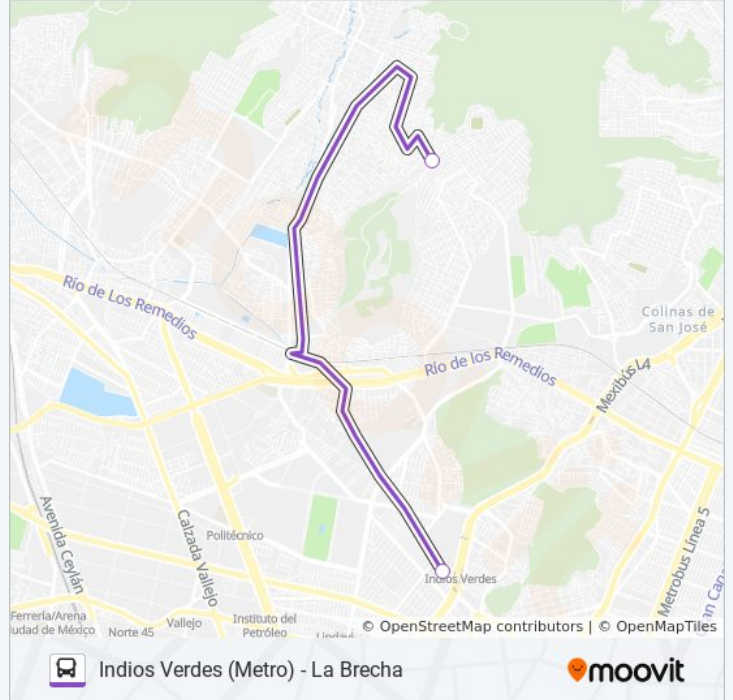 Río de Los Remedios
Colinas de
San José
Río de los Remedios
Mexibús L4
Avenida Ceylán
Calzada Vallejo
Politécnico
Metrobus Línea 5
Indios Verdes
Ferrería/Arena
Norte 45
Vallejo
Instituto del
Petróleo
© OpenStreetMap contributors | © OpenMapTiles
Indios Verdes (Metro) - La Brecha
moovit